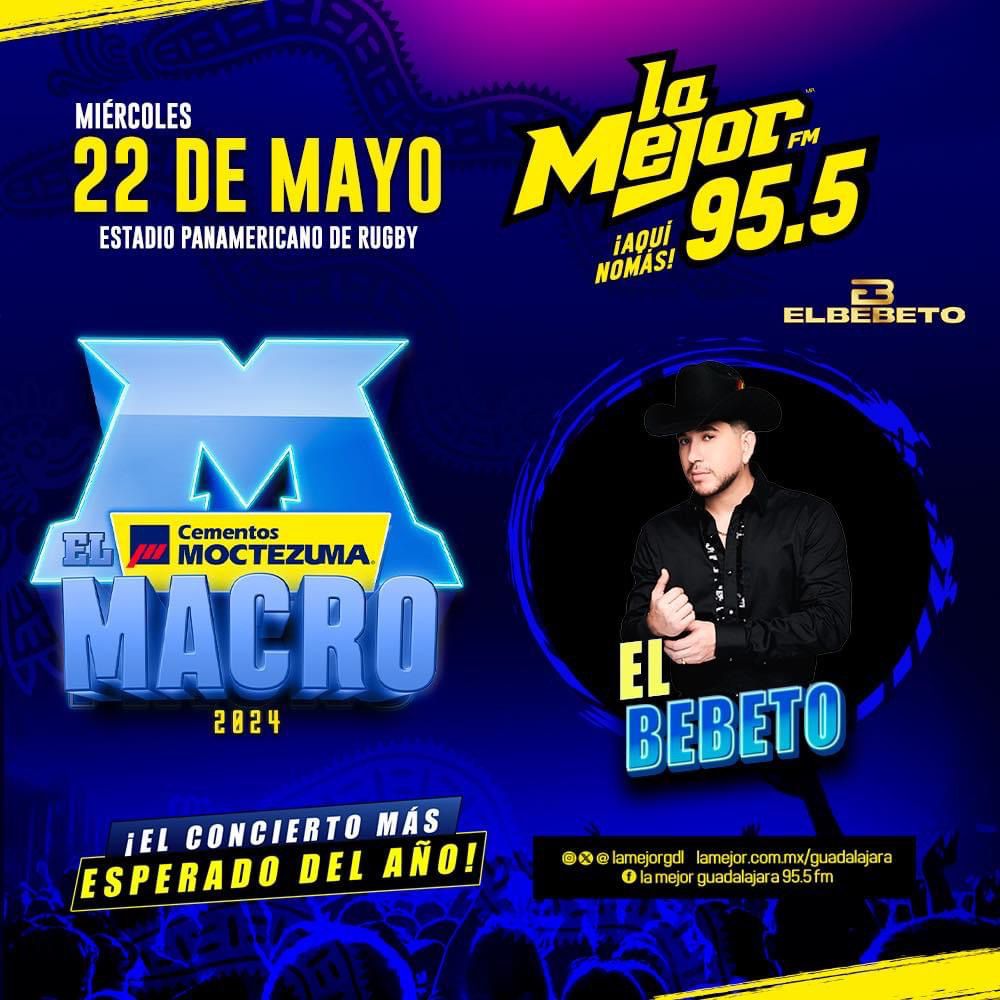 MIÉRCOLES
22 DE MAYO
ESTADIO PANAMERICANO DE RUGBY
la
Mejor FM
MR
95.5
¡AQUÍ
NOMÁS!
ELBEBETO
M
EL
Cementos
MOCTEZUMA
MACRO
2024
EL
BEBETO
¡EL CONCIERTO MÁS
ESPERADO DEL AÑO!
@lamejorgdl lamejor.com.mx/guadalajara
la mejor guadalajara 95.5 fm